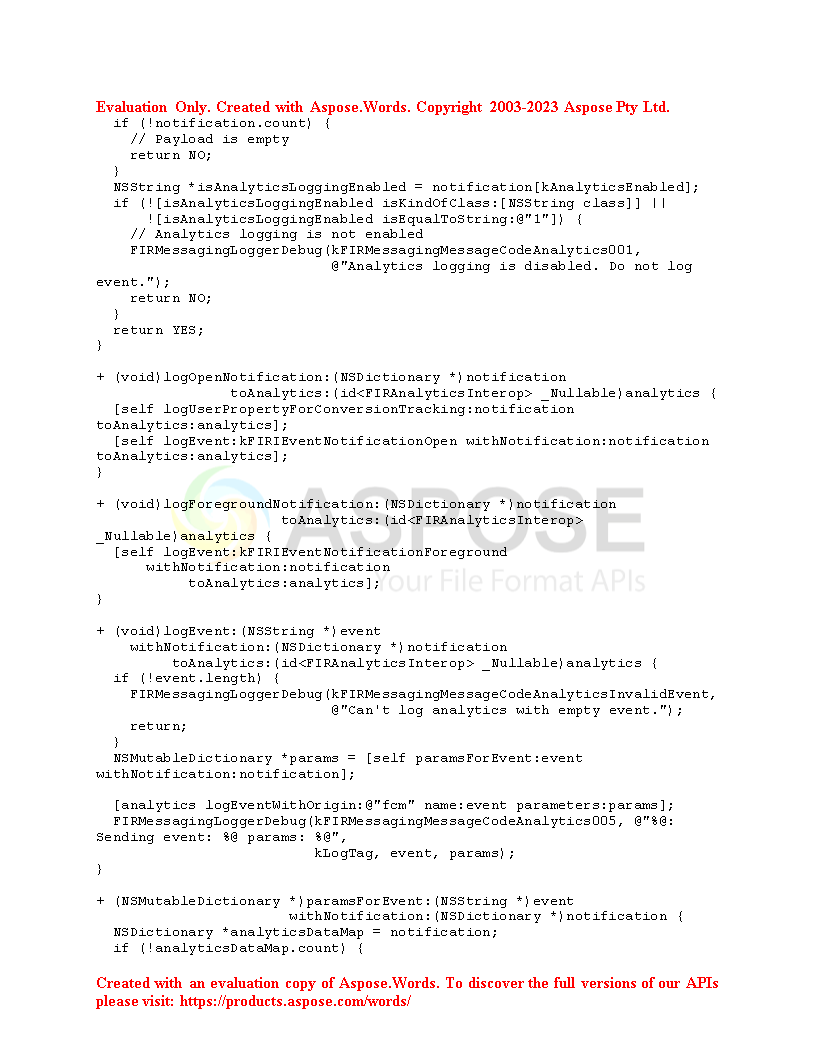 Evaluation Only. Created with Aspose.Words. Copyright 2003-2023 Aspose Pty Ltd.
  if (!notification.count) {
    // Payload is empty
    return NO;
  }
  NSString *isAnalyticsLoggingEnabled = notification[kAnalyticsEnabled];
  if (![isAnalyticsLoggingEnabled isKindOfClass:[NSString class]] ||
      ![isAnalyticsLoggingEnabled isEqualToString:@"1"]) {
    // Analytics logging is not enabled
    FIRMessagingLoggerDebug(kFIRMessagingMessageCodeAnalytics001,
                            @"Analytics logging is disabled. Do not log
event.");
    return NO;
  }
  return YES;
}

+ (void)logOpenNotification:(NSDictionary *)notification
                toAnalytics:(id<FIRAnalyticsInterop> _Nullable)analytics {
  [self logUserPropertyForConversionTracking:notification
toAnalytics:analytics];
  [self logEvent:kFIRIEventNotificationOpen withNotification:notification
toAnalytics:analytics];
}

+ (void)logForegroundNotification:(NSDictionary *)notification
                      toAnalytics:(id<FIRAnalyticsInterop>
_Nullable)analytics {
  [self logEvent:kFIRIEventNotificationForeground
      withNotification:notification
           toAnalytics:analytics];
}

+ (void)logEvent:(NSString *)event
    withNotification:(NSDictionary *)notification
         toAnalytics:(id<FIRAnalyticsInterop> _Nullable)analytics {
  if (!event.length) {
    FIRMessagingLoggerDebug(kFIRMessagingMessageCodeAnalyticsInvalidEvent,
                            @"Can't log analytics with empty event.");
    return;
  }
  NSMutableDictionary *params = [self paramsForEvent:event
withNotification:notification];

  [analytics logEventWithOrigin:@"fcm" name:event parameters:params];
  FIRMessagingLoggerDebug(kFIRMessagingMessageCodeAnalytics005, @"%@:
Sending event: %@ params: %@",
                          kLogTag, event, params);
}

+ (NSMutableDictionary *)paramsForEvent:(NSString *)event
                       withNotification:(NSDictionary *)notification {
  NSDictionary *analyticsDataMap = notification;
  if (!analyticsDataMap.count) {
ASPOSE
Your File Format APIs
Created with an evaluation copy of Aspose.Words. To discover the full versions of our APIs
please visit: https://products.aspose.com/words/